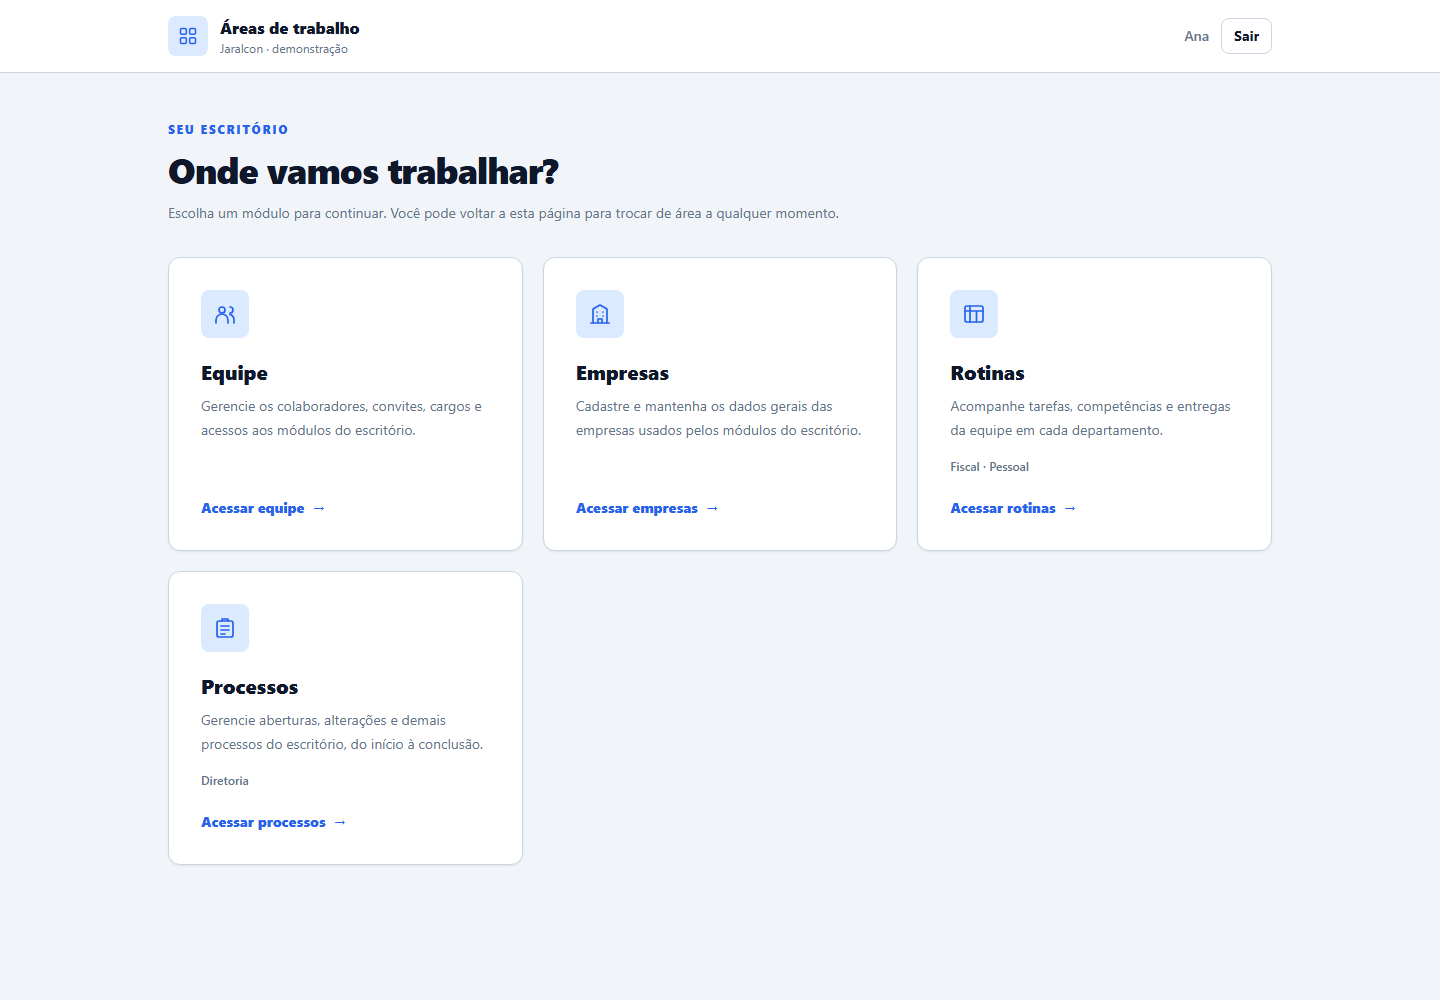 Áreas de trabalho
Jaralcon · demonstração
Ana
Sair
SEU ESCRITÓRIO
Onde vamos trabalhar?
Escolha um módulo para continuar. Você pode voltar a esta página para trocar de área a qualquer momento.
Equipe
Gerencie os colaboradores, convites, cargos e
acessos aos módulos do escritório.
Acessar equipe →
Empresas
Cadastre e mantenha os dados gerais das
empresas usados pelos módulos do escritório.
Acessar empresas →
Rotinas
Acompanhe tarefas, competências e entregas
da equipe em cada departamento.
Fiscal · Pessoal
Acessar rotinas →
Processos
Gerencie aberturas, alterações e demais
processos do escritório, do início à conclusão.
Diretoria
Acessar processos →